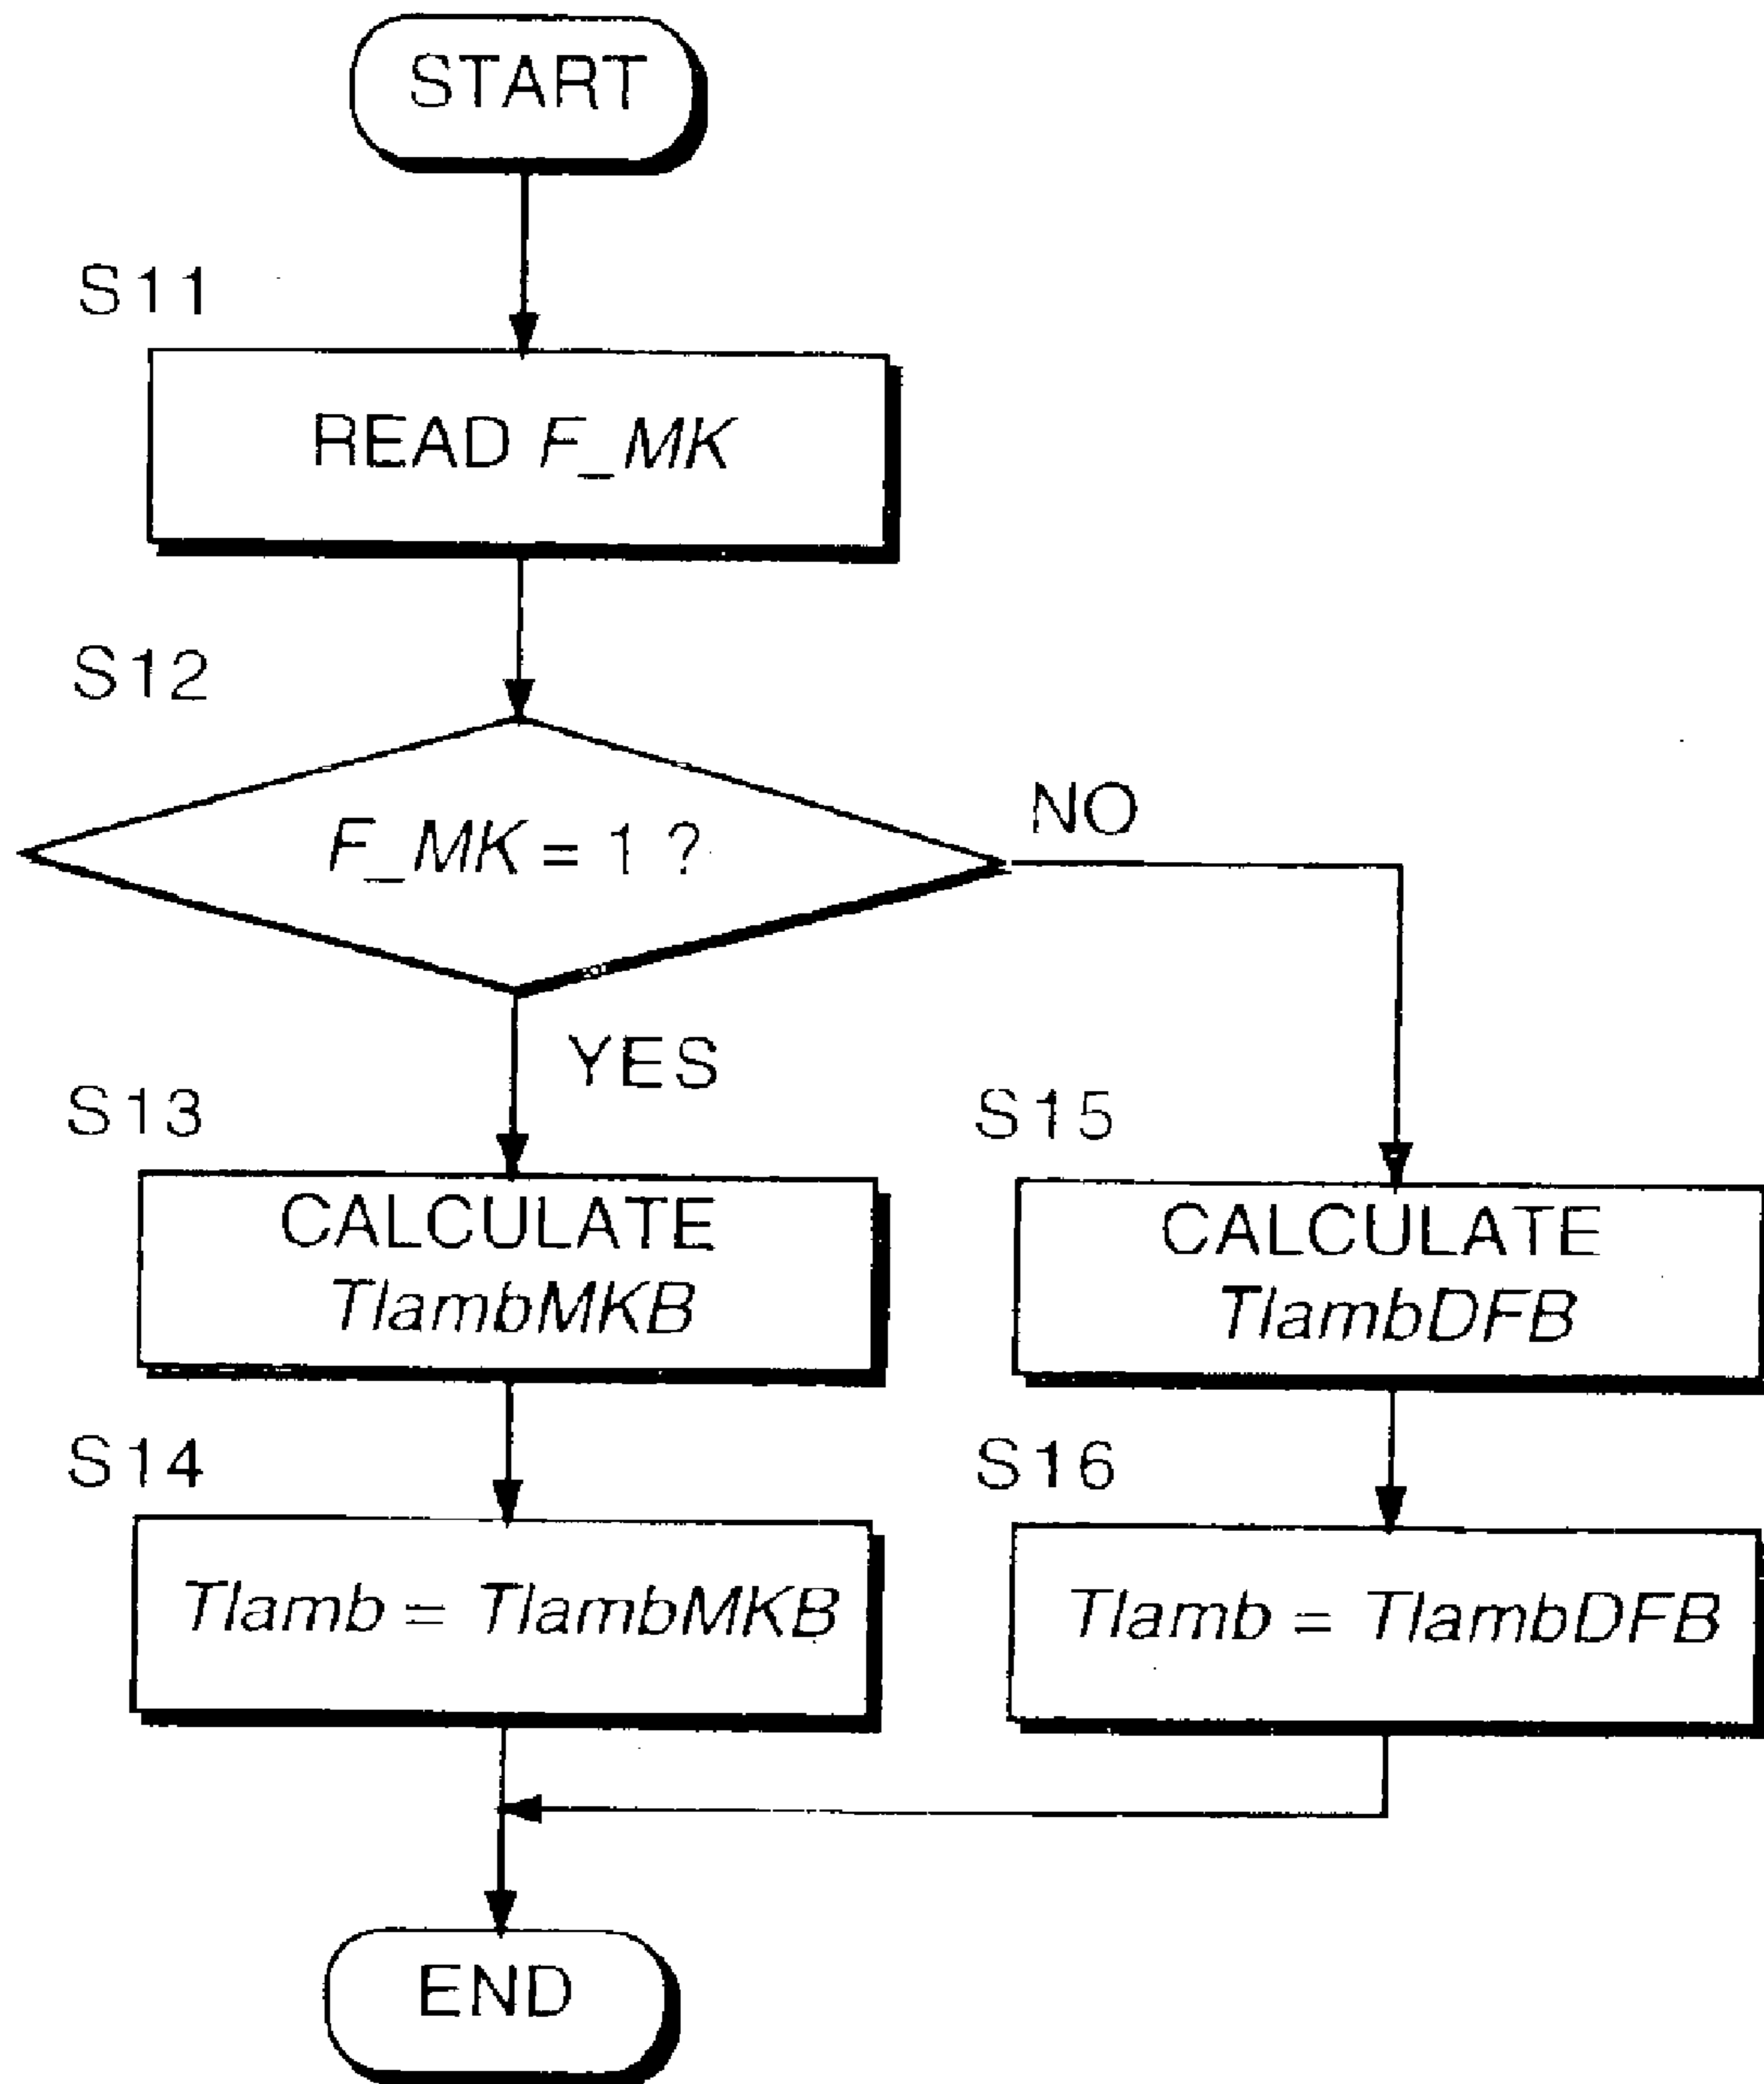 START
S11
READ F_MK
S12
F_MK = 1 ?
NO
YES
S13
CALCULATE
TlambMKB
S15
CALCULATE
TlambDFB
S14
Tlamb = TlambMKB
S16
Tlamb = TlambDFB
END